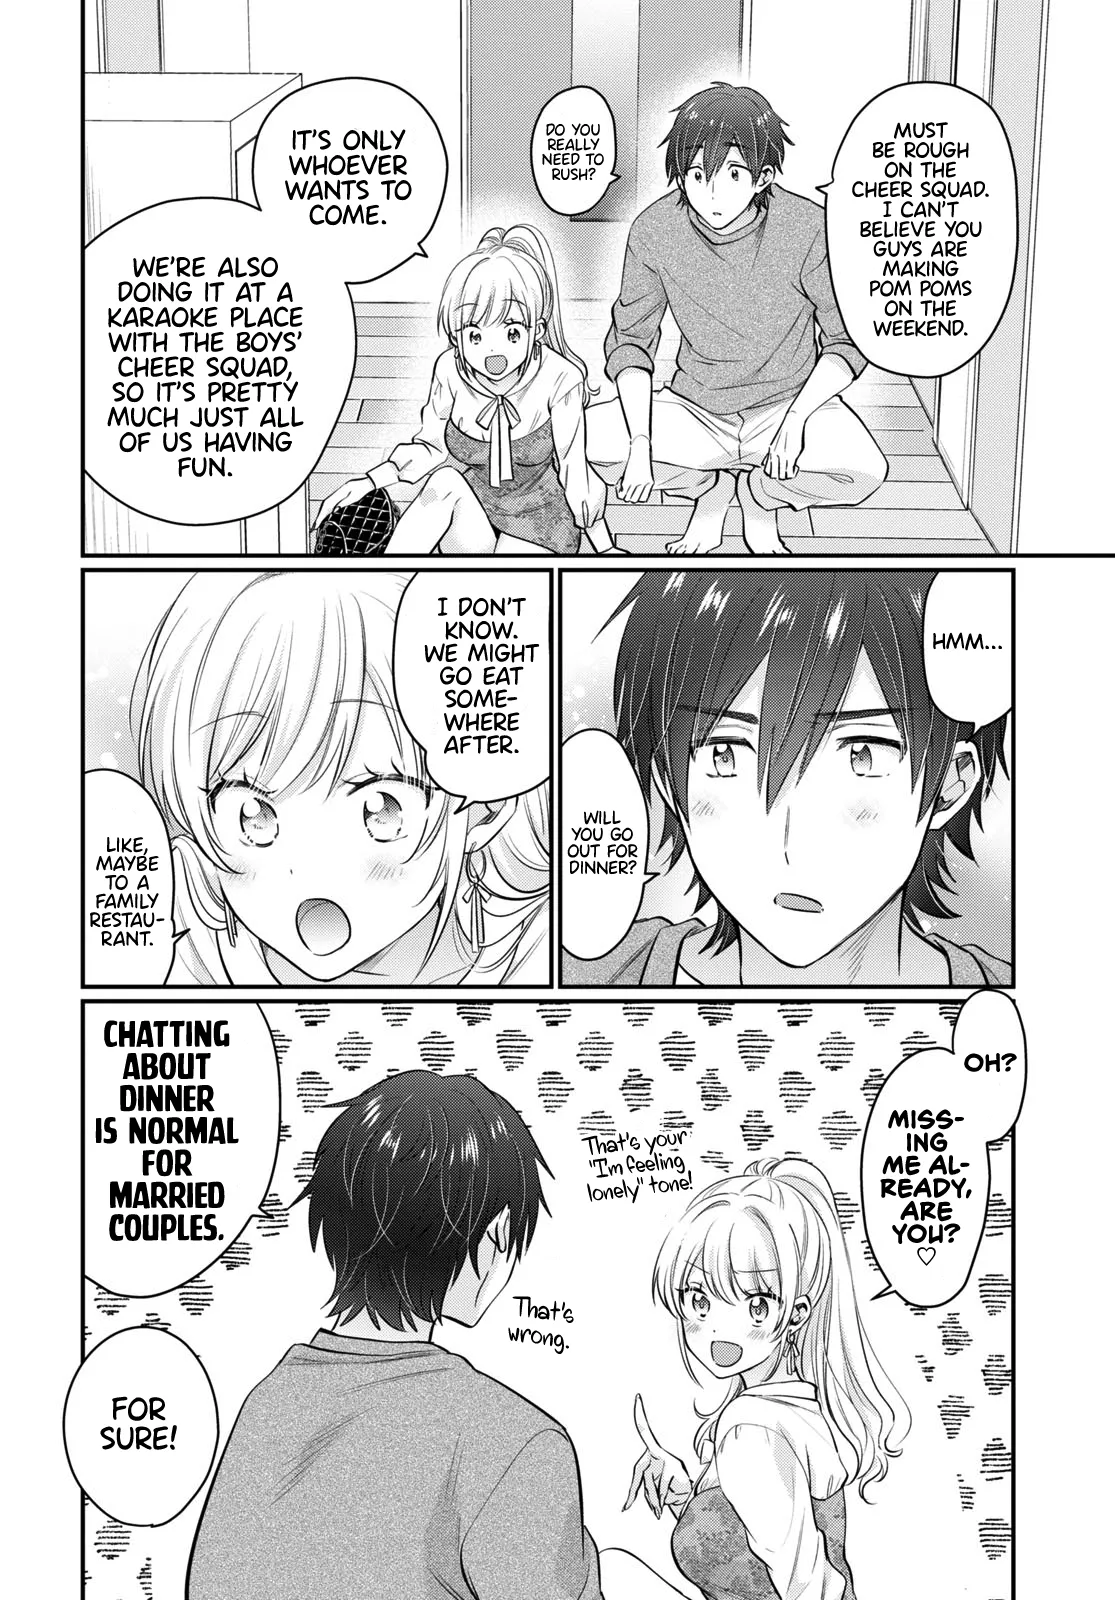 MUST
BE ROUGH
ON THE
CHEER SQUAD.
I CAN'T
BELIEVE YOU
GUYS ARE
MAKING
POM POMS
ON THE
WEEKEND.
DO YOU
REALLY
NEED TO
RUSH?
IT'S ONLY
WHOEVER
WANTS TO
COME.
WE'RE ALSO
DOING IT AT A
KARAOKE PLACE
WITH THE BOYS'
CHEER SQUAD,
SO IT'S PRETTY
MUCH JUST ALL
OF US HAVING
FUN.
HMM...
WILL
YOU GO
OUT FOR
DINNER?
I DON'T
KNOW.
WE MIGHT
GO EAT
SOME-
WHERE
AFTER.
LIKE,
MAYBE
TO A
FAMILY
RESTAU-
RANT.
OH?
MISS-
ING
ME AL-
READY,
ARE
YOU?
♡
That's your
"I'm feeling
lonely" tone!
That's
wrong.
CHATTING
ABOUT
DINNER
IS NORMAL
FOR
MARRIED
COUPLES.
FOR
SURE!